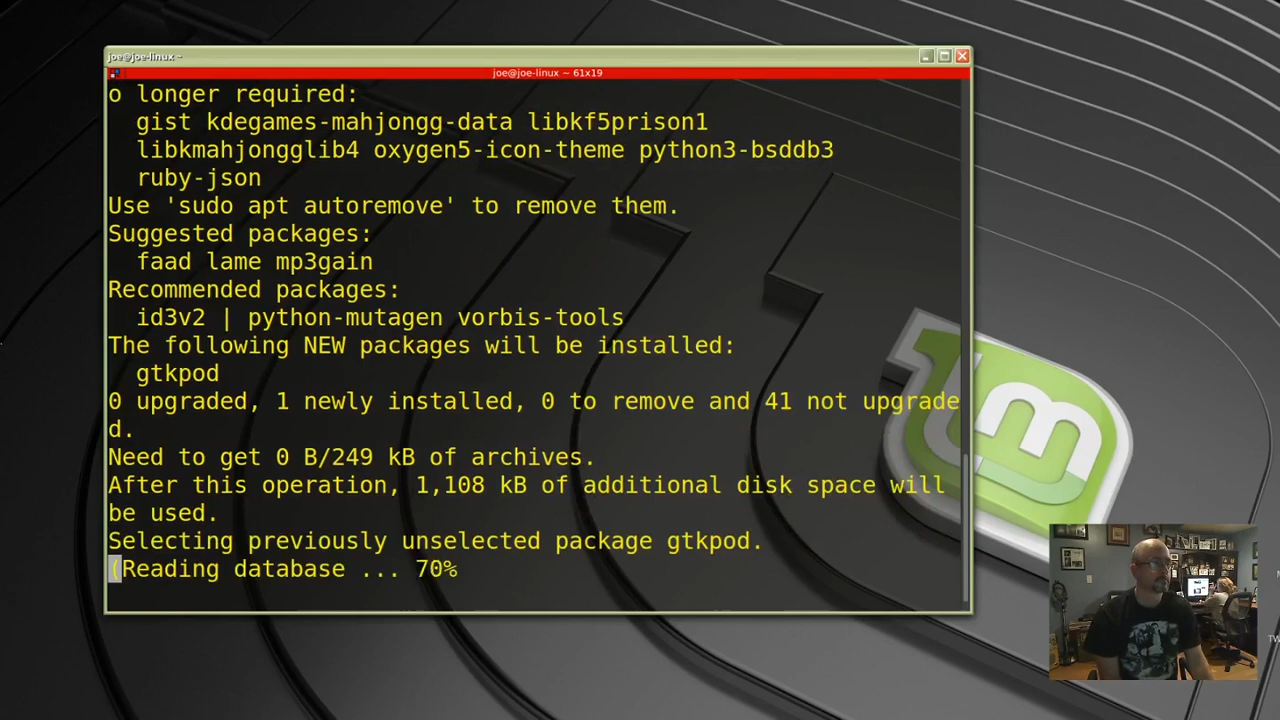 joe@joe-linux ~
joe@joe-linux ~ 61x19
o longer required:
  gist kdegames-mahjongg-data libkf5prison1
  libkmahjongglib4 oxygen5-icon-theme python3-bsddb3
  ruby-json
Use 'sudo apt autoremove' to remove them.
Suggested packages:
  faad lame mp3gain
Recommended packages:
  id3v2 | python-mutagen vorbis-tools
The following NEW packages will be installed:
  gtkpod
0 upgraded, 1 newly installed, 0 to remove and 41 not upgrade
d.
Need to get 0 B/249 kB of archives.
After this operation, 1,108 kB of additional disk space will
be used.
Selecting previously unselected package gtkpod.
(Reading database ... 70%